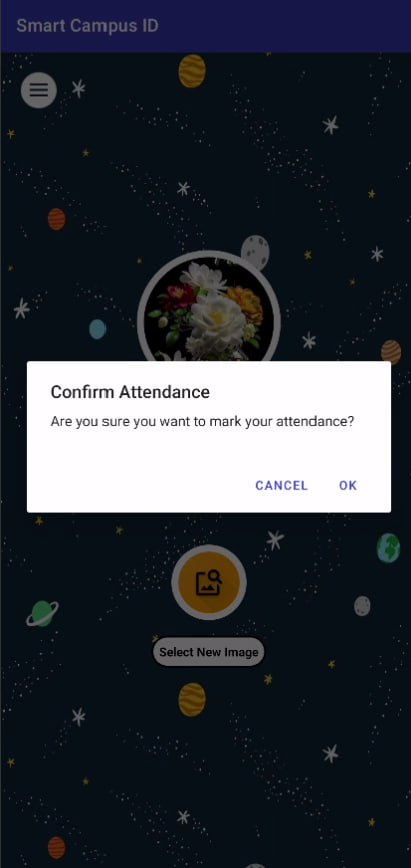 Smart Campus ID
Confirm Attendance
Are you sure you want to mark your attendance?
CANCEL OK
Select New Image